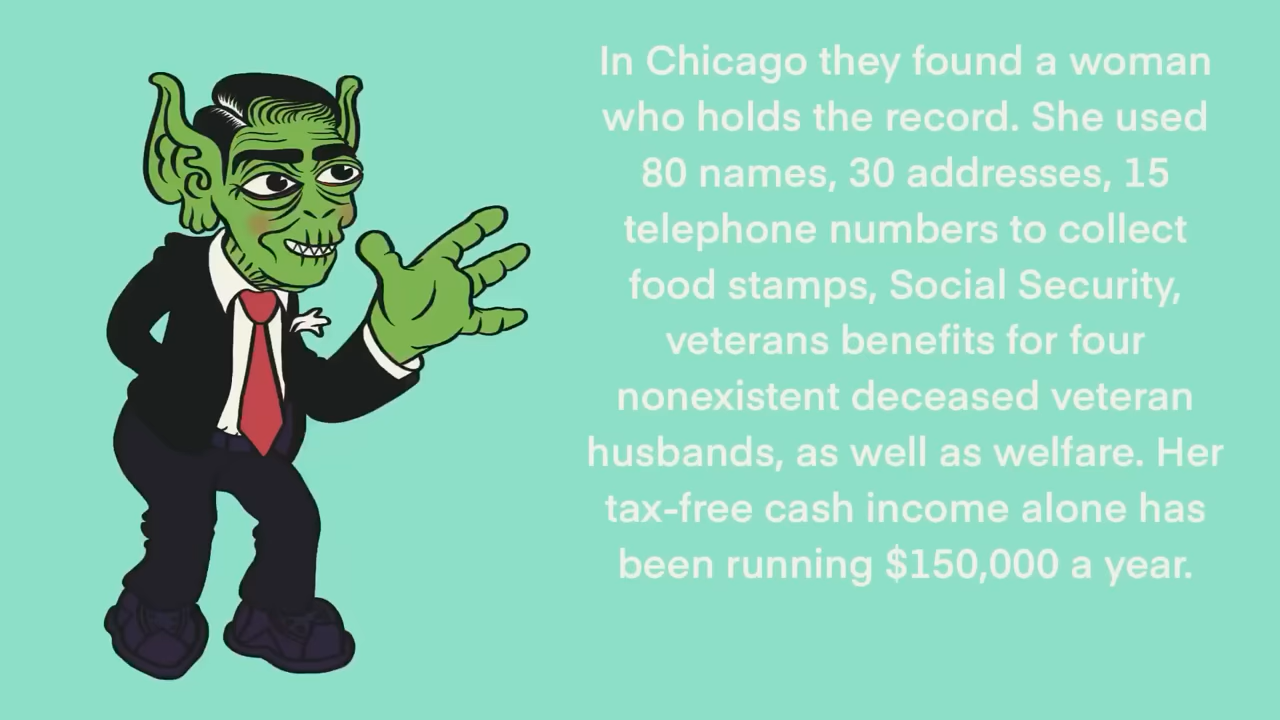 In Chicago they found a woman
who holds the record. She used
80 names, 30 addresses, 15
telephone numbers to collect
food stamps, Social Security,
veterans benefits for four
nonexistent deceased veteran
husbands, as well as welfare. Her
tax-free cash income alone has
been running $150,000 a year.